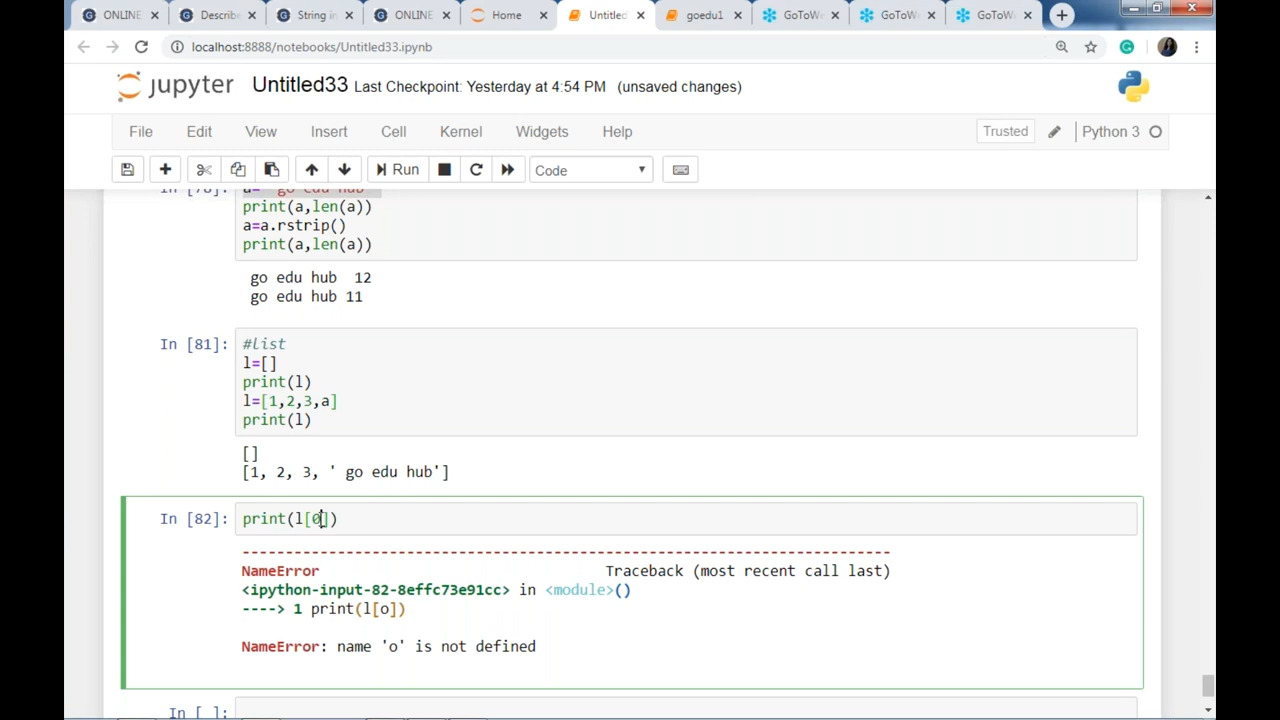 ONLINE
Describe
String in
ONLINE
Home
Untitled
goedu1
GoToWe
GoToWe
GoToWe
localhost:8888/notebooks/Untitled33.ipynb
jupyter Untitled33 Last Checkpoint: Yesterday at 4:54 PM (unsaved changes)
File Edit View Insert Cell Kernel Widgets Help Trusted Python 3
Run Code
In [78]: a=" go edu hub "
print(a,len(a))
a=a.rstrip()
print(a,len(a))
go edu hub  12
go edu hub 11
In [81]: #list
l=[]
print(l)
l=[1,2,3,a]
print(l)
[]
[1, 2, 3, ' go edu hub']
In [82]: print(l[0])
---------------------------------------------------------------------------
NameError Traceback (most recent call last)
<ipython-input-82-8effc73e91cc> in <module>()
----> 1 print(l[o])
NameError: name 'o' is not defined
In [ ]: